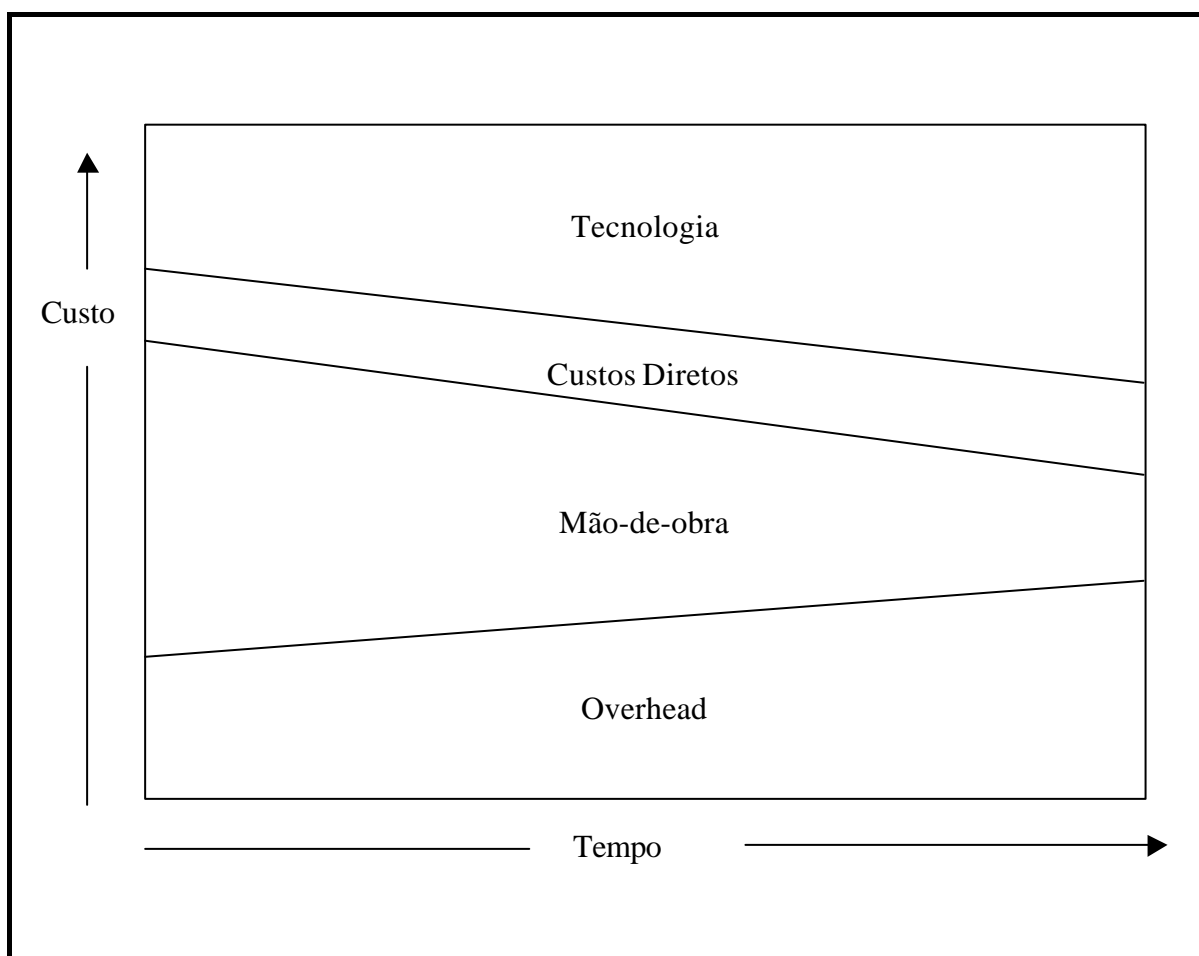 Tecnologia
Custo
Custos Diretos
Mão-de-obra
Overhead
Tempo